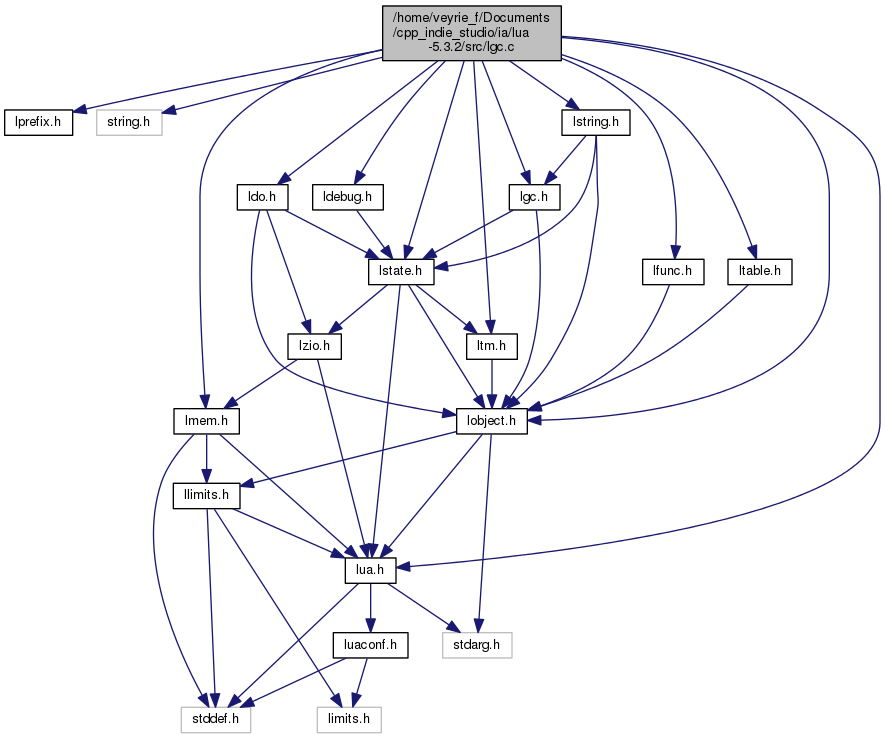 /home/veyrie_f/Documents
/cpp_indie_studio/ia/lua
-5.3.2/src/lgc.c
lprefix.h
string.h
lstring.h
ldo.h
ldebug.h
lgc.h
lstate.h
lfunc.h
ltable.h
lzio.h
ltm.h
lmem.h
lobject.h
llimits.h
lua.h
luaconf.h
stdarg.h
stddef.h
limits.h